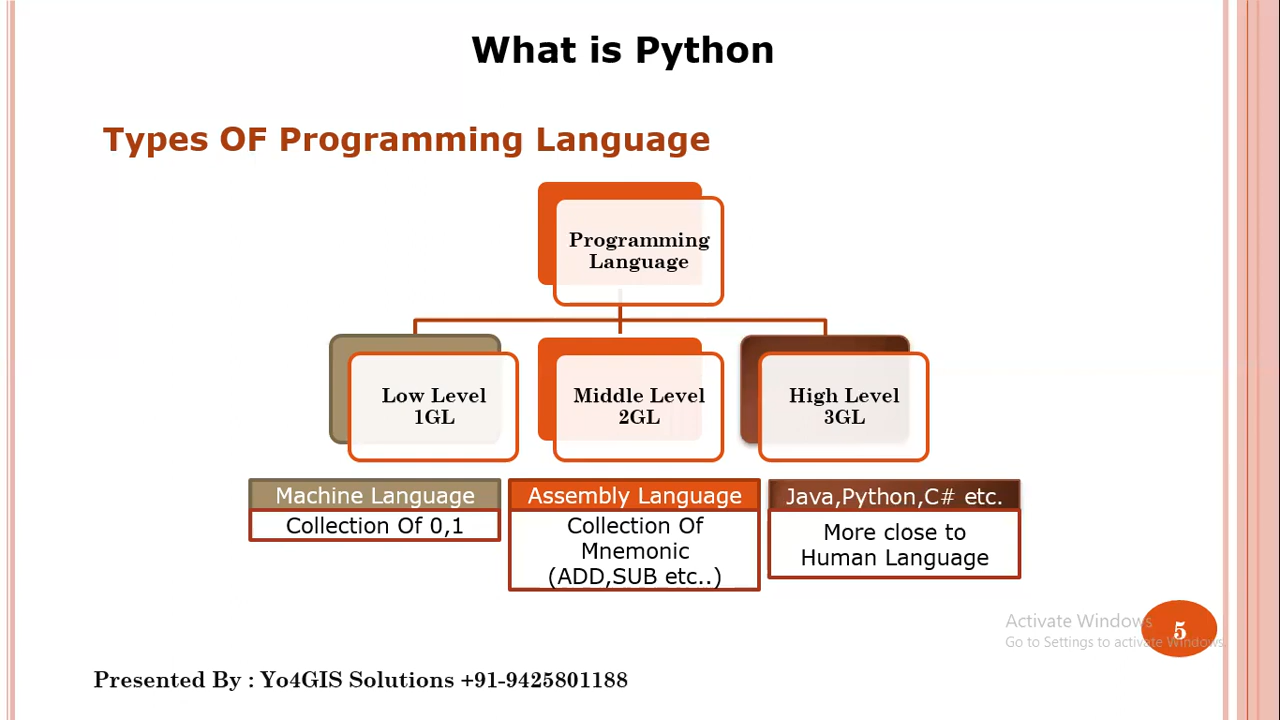 What is Python
Types OF Programming Language
Programming
Language
Low Level
1GL
Middle Level
2GL
High Level
3GL
Machine Language
Collection Of 0,1
Assembly Language
Collection Of
Mnemonic
(ADD,SUB etc..)
Java,Python,C# etc.
More close to
Human Language
Activate Windows
Go to Settings to activate Windows.
5
Presented By : Yo4GIS Solutions +91-9425801188